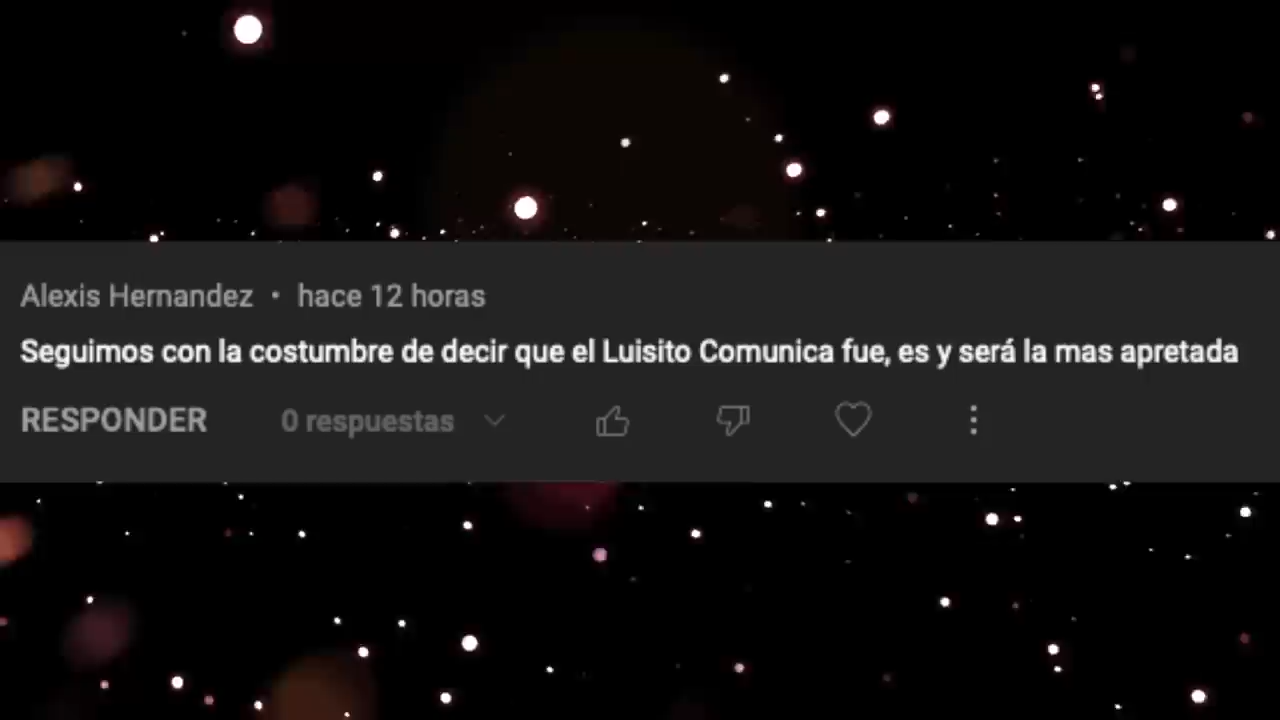 Alexis Hernandez • hace 12 horas
Seguimos con la costumbre de decir que el Luisito Comunica fue, es y será la mas apretada
RESPONDER 0 respuestas